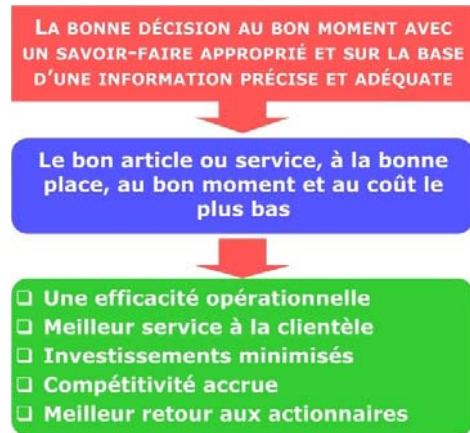 LA BONNE DÉCISION AU BON MOMENT AVEC
UN SAVOIR-FAIRE APPROPRIÉ ET SUR LA BASE
D'UNE INFORMATION PRÉCISE ET ADÉQUATE
Le bon article ou service, à la bonne
place, au bon moment et au coût le
plus bas
❑ Une efficacité opérationnelle
❑ Meilleur service à la clientèle
❑ Investissements minimisés
❑ Compétitivité accrue
❑ Meilleur retour aux actionnaires